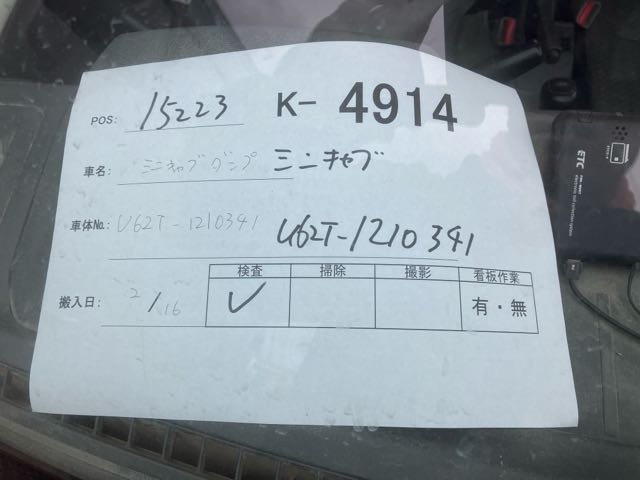 POS: 15223 K- 4914
車名: ミニキャブダンプ ミニキャブ
車体No.: U62T-1210341 U62T-1210341
検査 掃除 撮影 看板作業
搬入日: 2/16 レ 有・無
ETC